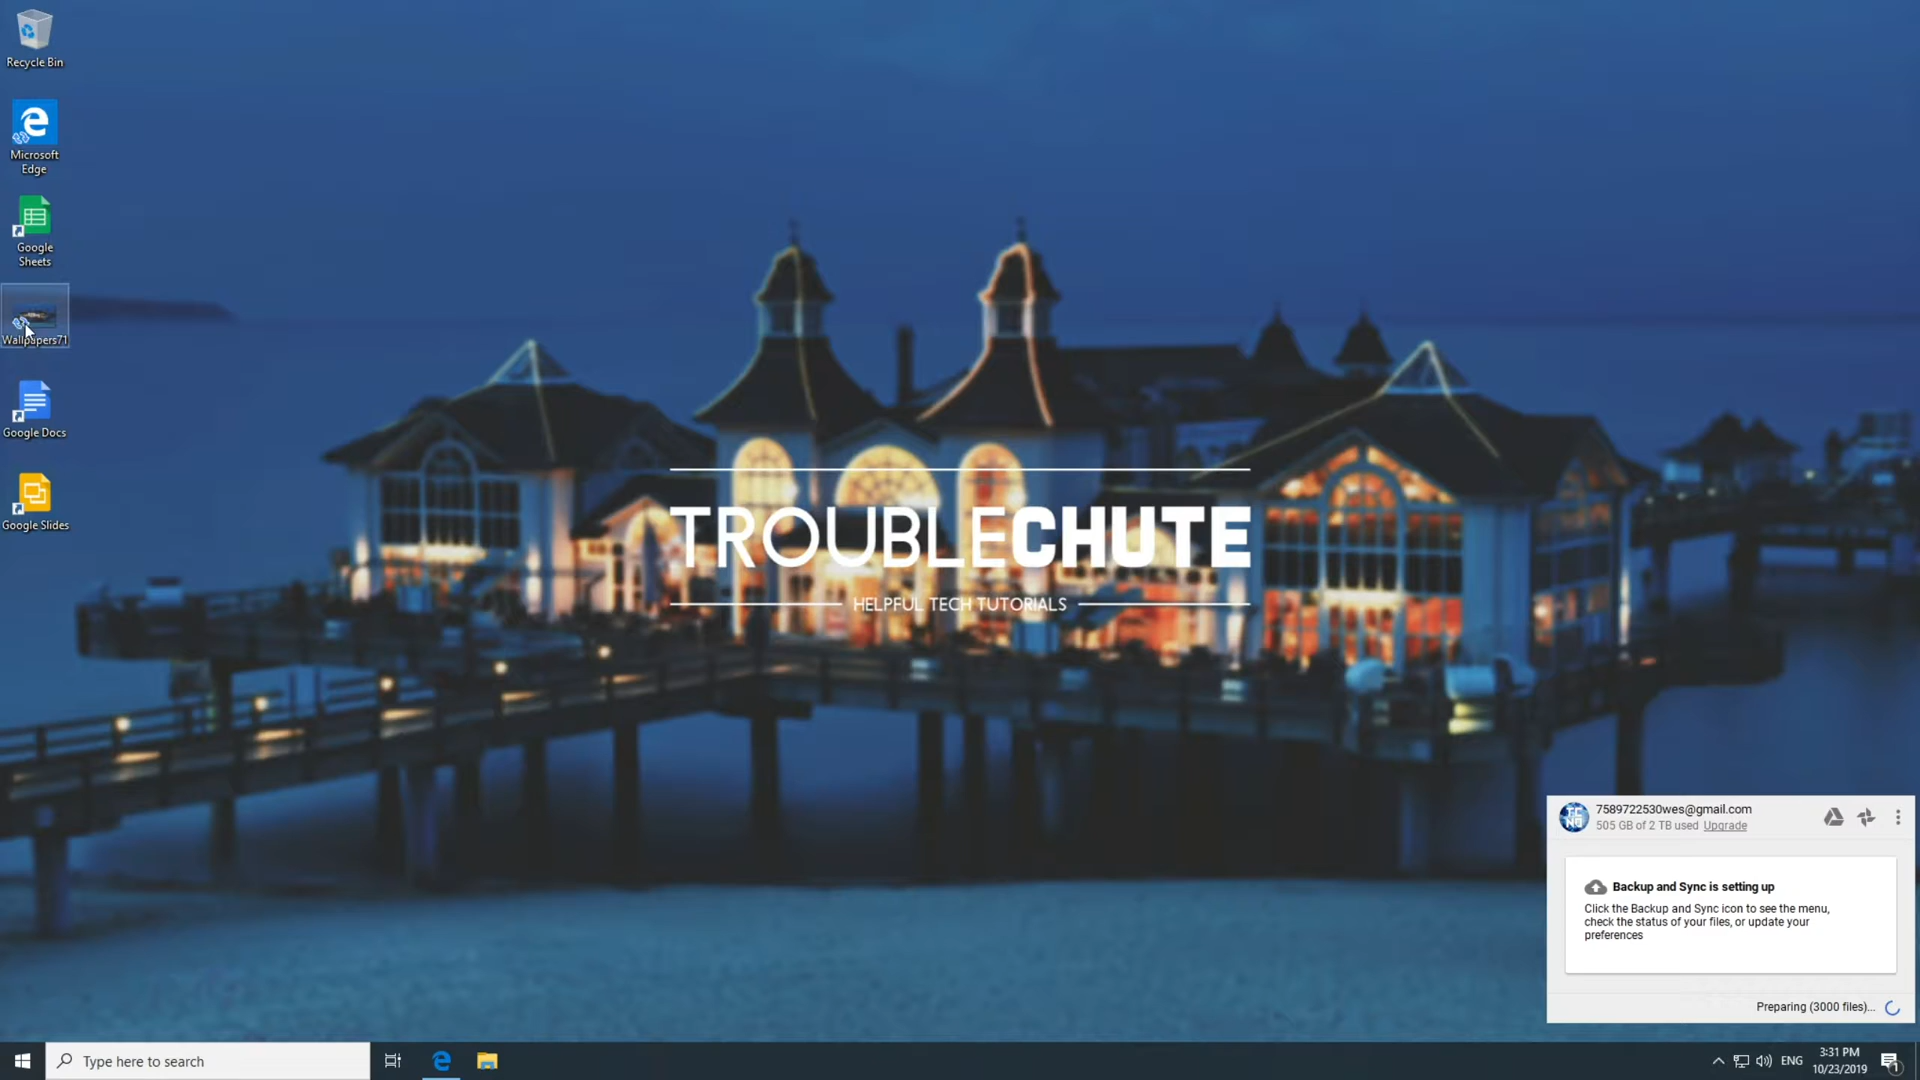 Recycle Bin
Microsoft
Edge
Google
Sheets
Wallpapers71
Google Docs
Google Slides
TROUBLECHUTE
HELPFUL TECH TUTORIALS
7589722530wes@gmail.com
505 GB of 2 TB used Upgrade
Backup and Sync is setting up
Click the Backup and Sync icon to see the menu,
check the status of your files, or update your
preferences
Preparing (3000 files)...
Type here to search
ENG
3:31 PM
10/23/2019
1